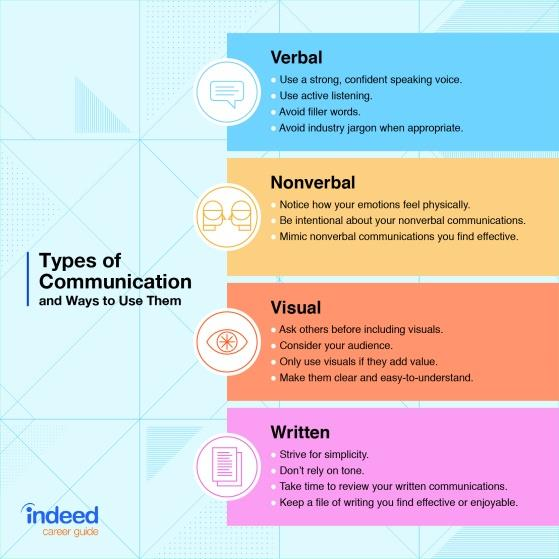 Types of
Communication
and Ways to Use Them
Verbal
• Use a strong, confident speaking voice.
• Use active listening.
• Avoid filler words.
• Avoid industry jargon when appropriate.
Nonverbal
• Notice how your emotions feel physically.
• Be intentional about your nonverbal communications.
• Mimic nonverbal communications you find effective.
Visual
• Ask others before including visuals.
• Consider your audience.
• Only use visuals if they add value.
• Make them clear and easy-to-understand.
Written
• Strive for simplicity.
• Don’t rely on tone.
• Take time to review your written communications.
• Keep a file of writing you find effective or enjoyable.
indeed
career guide